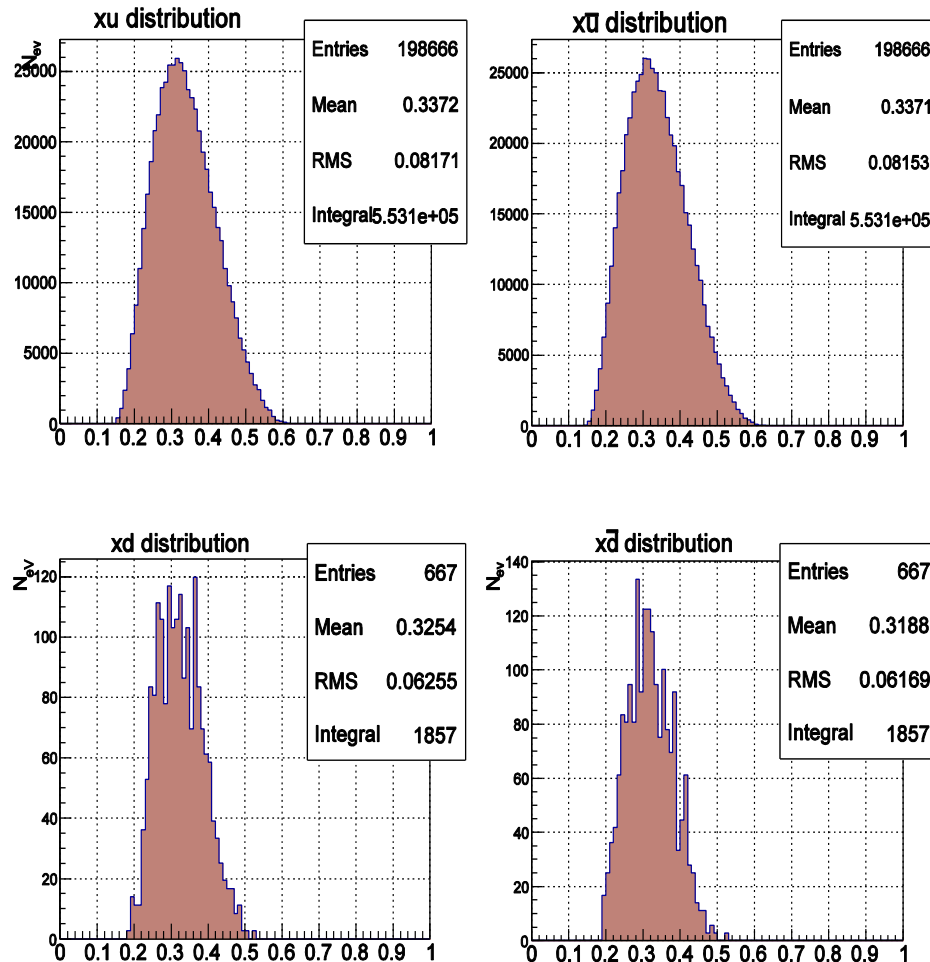 xu distribution
N_ev
Entries 198666
Mean 0.3372
RMS 0.08171
Integral 5.531e+05
25000
20000
15000
10000
5000
0
0 0.1 0.2 0.3 0.4 0.5 0.6 0.7 0.8 0.9 1
xu̅ distribution
Entries 198666
Mean 0.3371
RMS 0.08153
Integral 5.531e+05
25000
20000
15000
10000
5000
0
0 0.1 0.2 0.3 0.4 0.5 0.6 0.7 0.8 0.9 1
xd distribution
N_ev
Entries 667
Mean 0.3254
RMS 0.06255
Integral 1857
120
100
80
60
40
20
0
0 0.1 0.2 0.3 0.4 0.5 0.6 0.7 0.8 0.9 1
xd̅ distribution
N_ev
Entries 667
Mean 0.3188
RMS 0.06169
Integral 1857
140
120
100
80
60
40
20
0
0 0.1 0.2 0.3 0.4 0.5 0.6 0.7 0.8 0.9 1